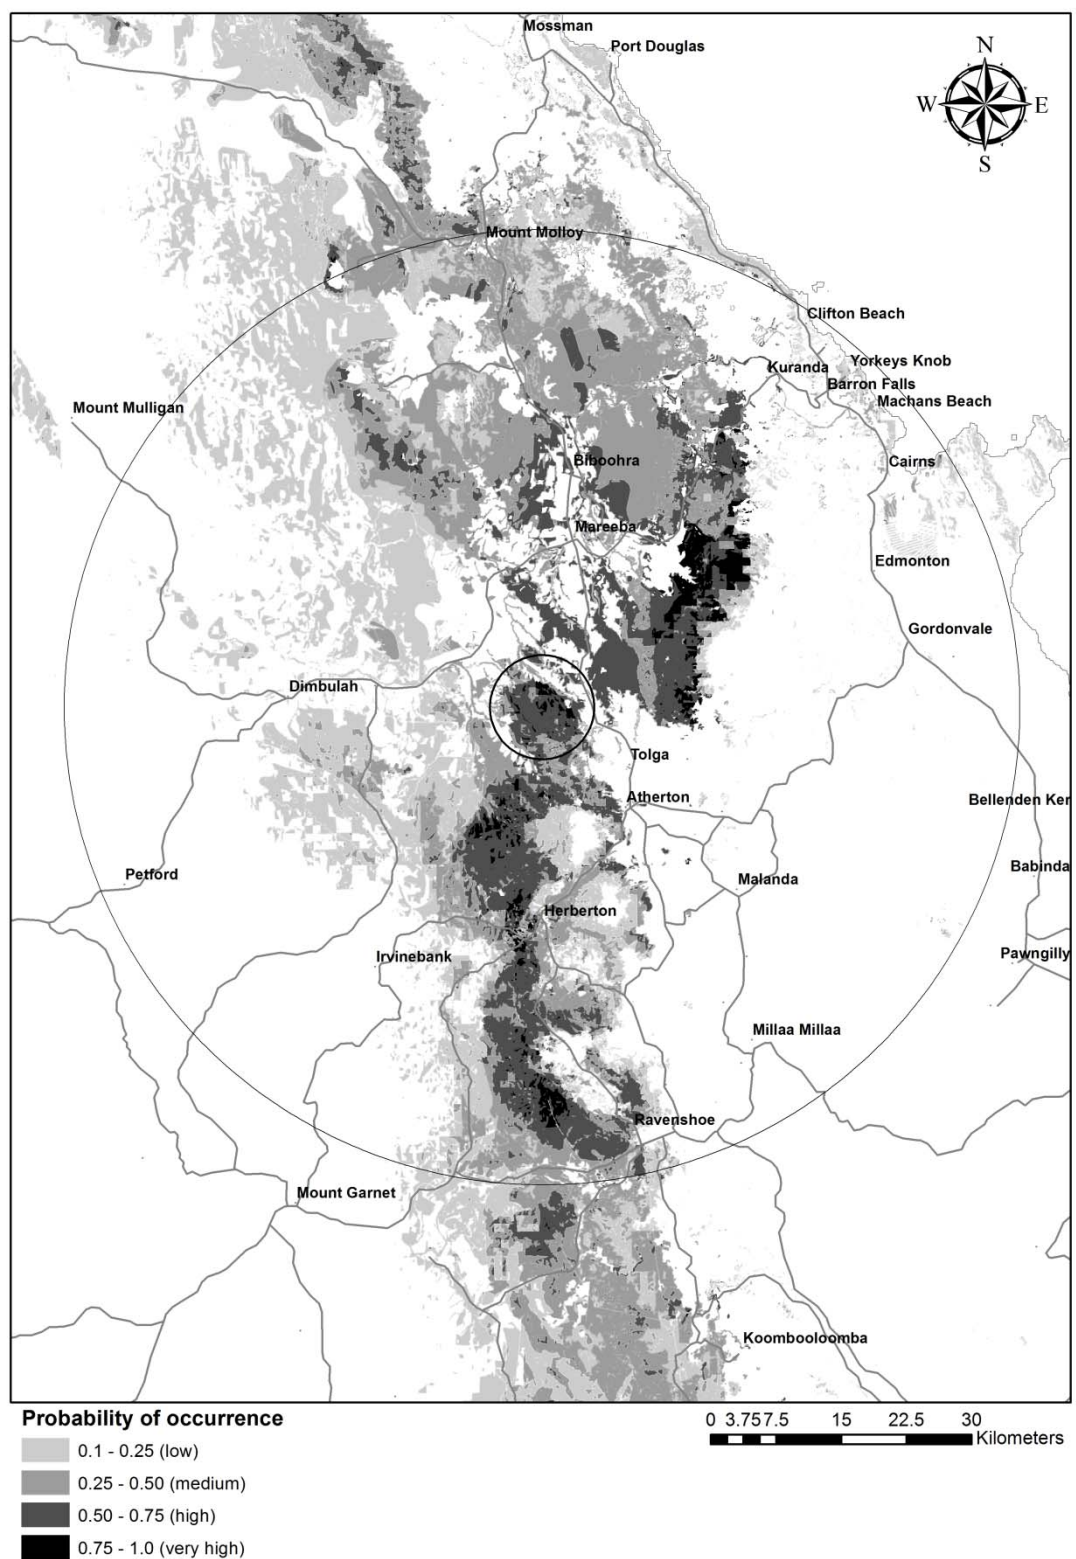 Mossman
Port Douglas
N
W E
S
Mount Molloy
Clifton Beach
Kuranda
Yorkeys Knob
Barron Falls
Machans Beach
Mount Mulligan
Biboohra
Cairns
Mareeba
Edmonton
Gordonvale
Dimbulah
Tolga
Atherton
Bellenden Ker
Petford
Malanda
Babinda
Herberton
Irvinebank
Pawngilly
Millaa Millaa
Ravenshoe
Mount Garnet
Koombooloomba
Probability of occurrence
0.1 - 0.25 (low)
0.25 - 0.50 (medium)
0.50 - 0.75 (high)
0.75 - 1.0 (very high)
0 3.75 7.5 15 22.5 30
Kilometers